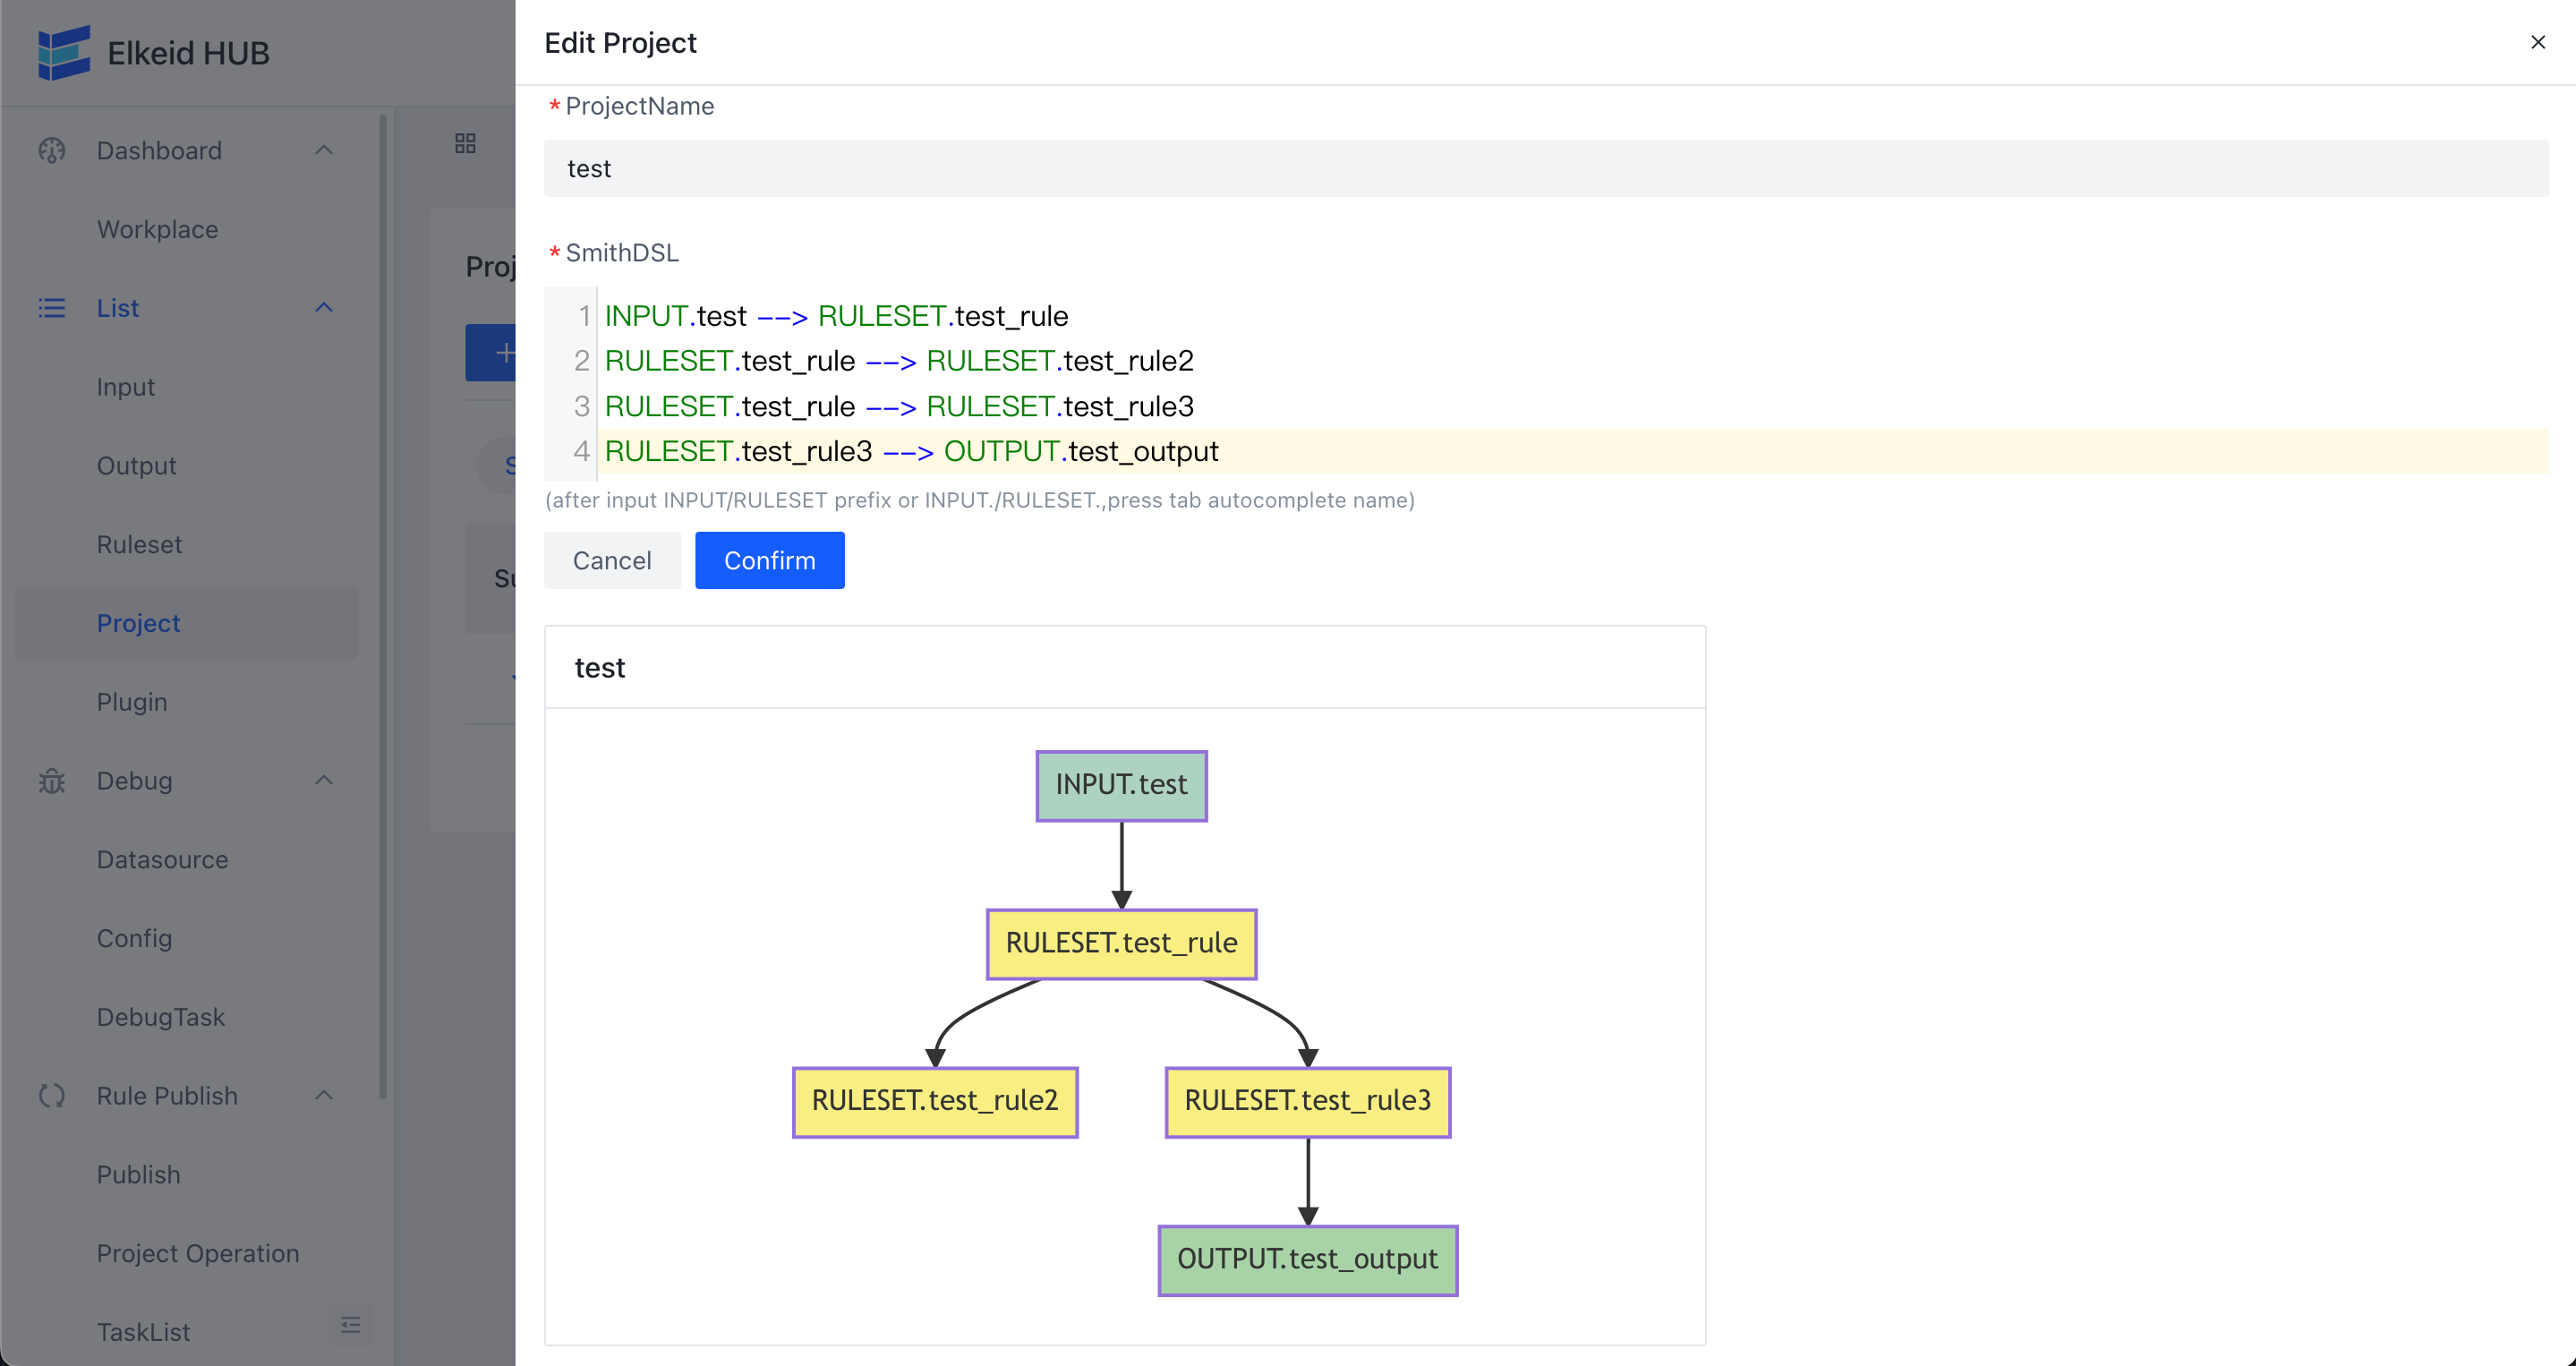 Elkeid HUB
Dashboard
Workplace
List
Input
Output
Ruleset
Project
Plugin
Debug
Datasource
Config
DebugTask
Rule Publish
Publish
Project Operation
TaskList
Edit Project
* ProjectName
test
* SmithDSL
1 INPUT.test --> RULESET.test_rule
2 RULESET.test_rule --> RULESET.test_rule2
3 RULESET.test_rule --> RULESET.test_rule3
4 RULESET.test_rule3 --> OUTPUT.test_output
(after input INPUT/RULESET prefix or INPUT./RULESET.,press tab autocomplete name)
Cancel Confirm
test
INPUT.test
RULESET.test_rule
RULESET.test_rule2 RULESET.test_rule3
OUTPUT.test_output